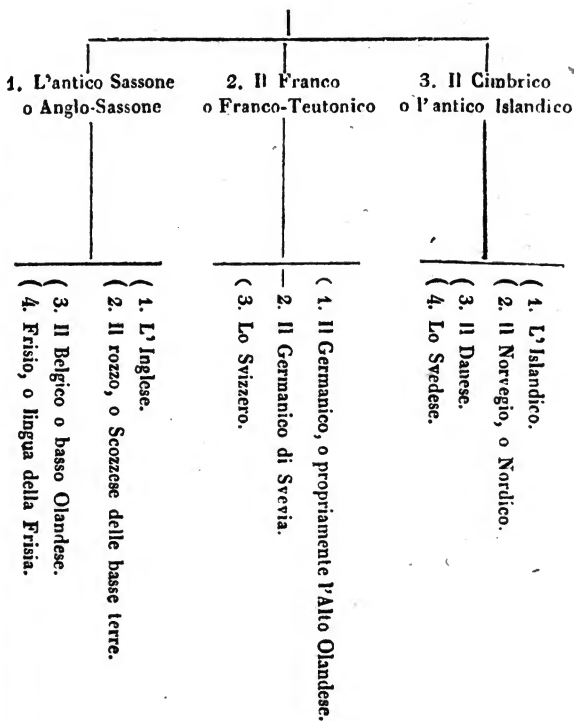 1. L'antico Sassone
o Anglo-Sassone
2. Il Franco
o Franco-Teutonico
3. Il Cimbrico
o l'antico Islandico
1. L'Inglese.
2. Il rozzo, o Scozzese delle basse terre.
3. Il Belgico o basso Olandese.
4. Frisio, o lingua della Frisia.
1. Il Germanico, o propriamente l'Alto Olandese.
2. Il Germanico di Svevia.
3. Lo Svizzero.
1. L'Islandico.
2. Il Norvegio, o Nordico.
3. Il Danese.
4. Lo Svedese.